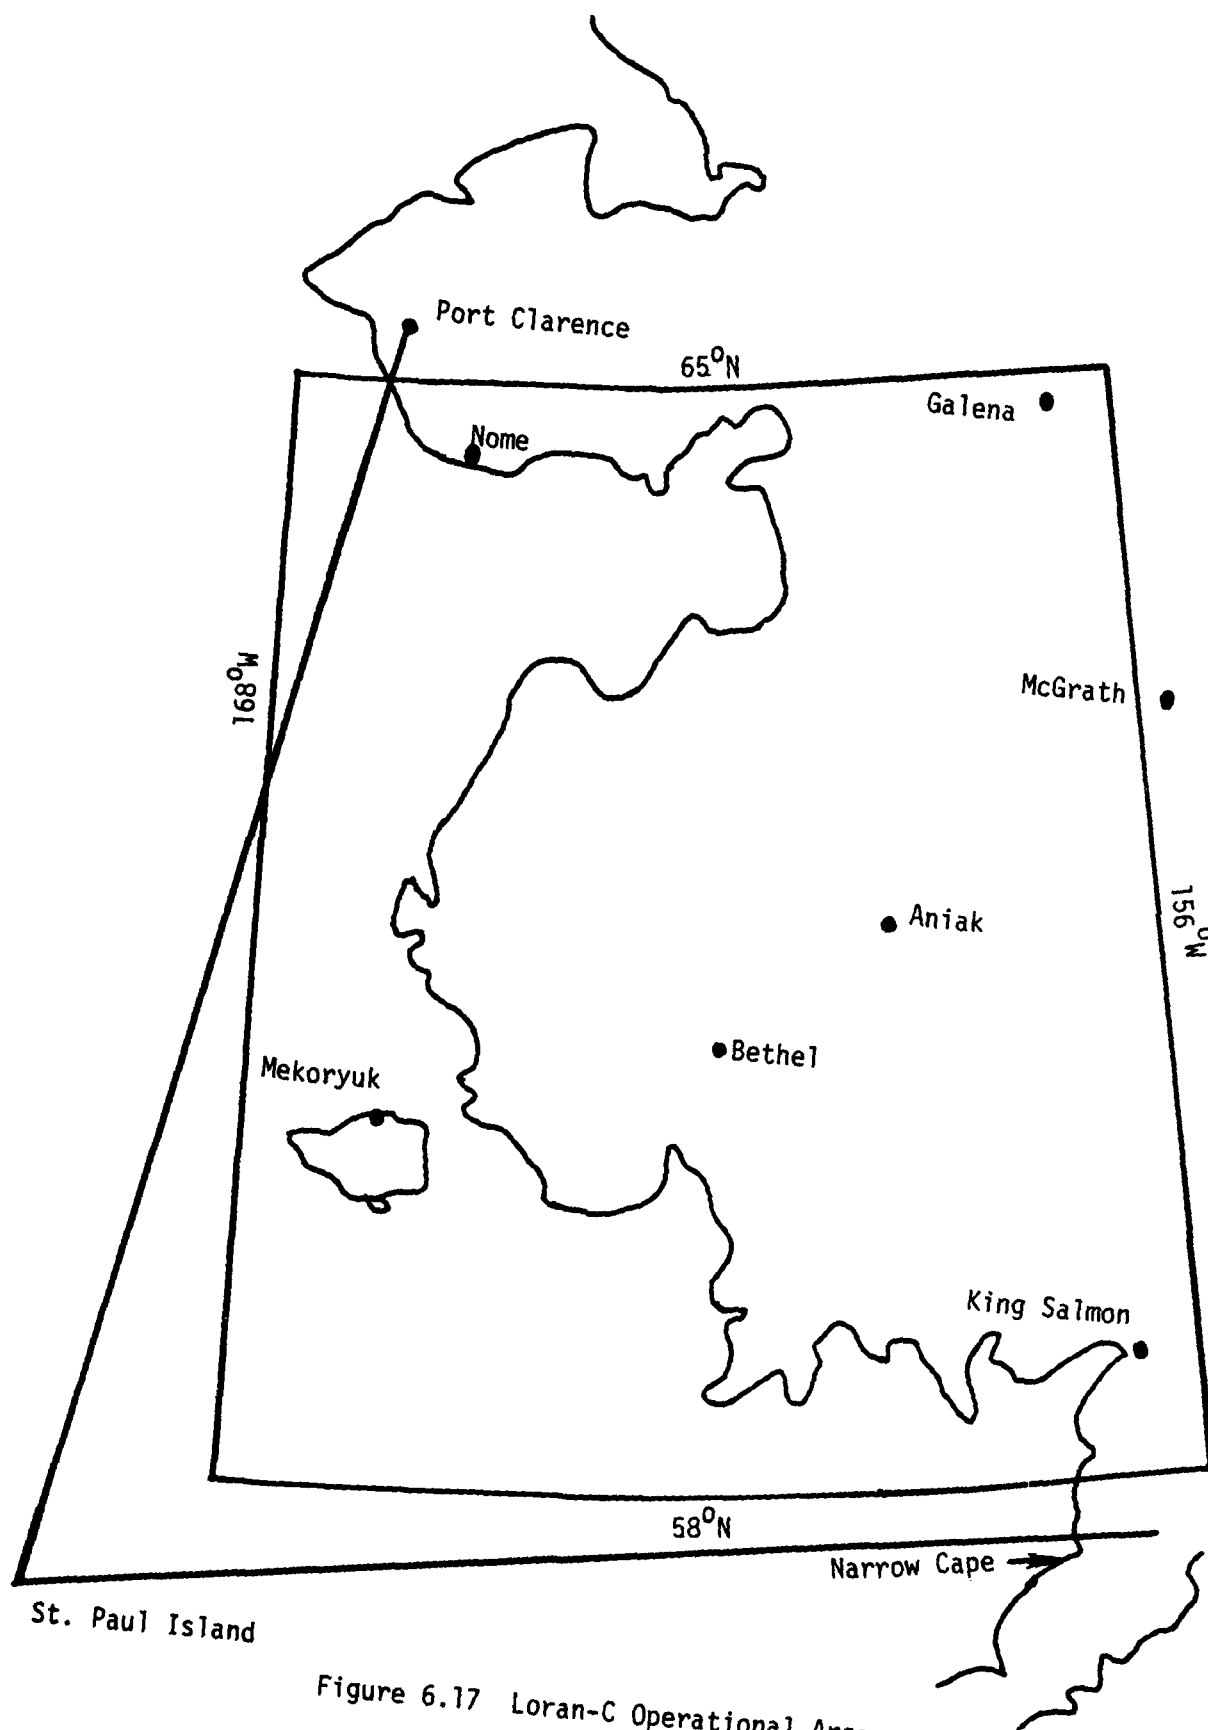 Port Clarence
65°N
Galena
Nome
168°W
McGrath
156°W
Aniak
Bethel
Mekoryuk
King Salmon
58°N
Narrow Cape
St. Paul Island
Figure 6.17 Loran-C Operational